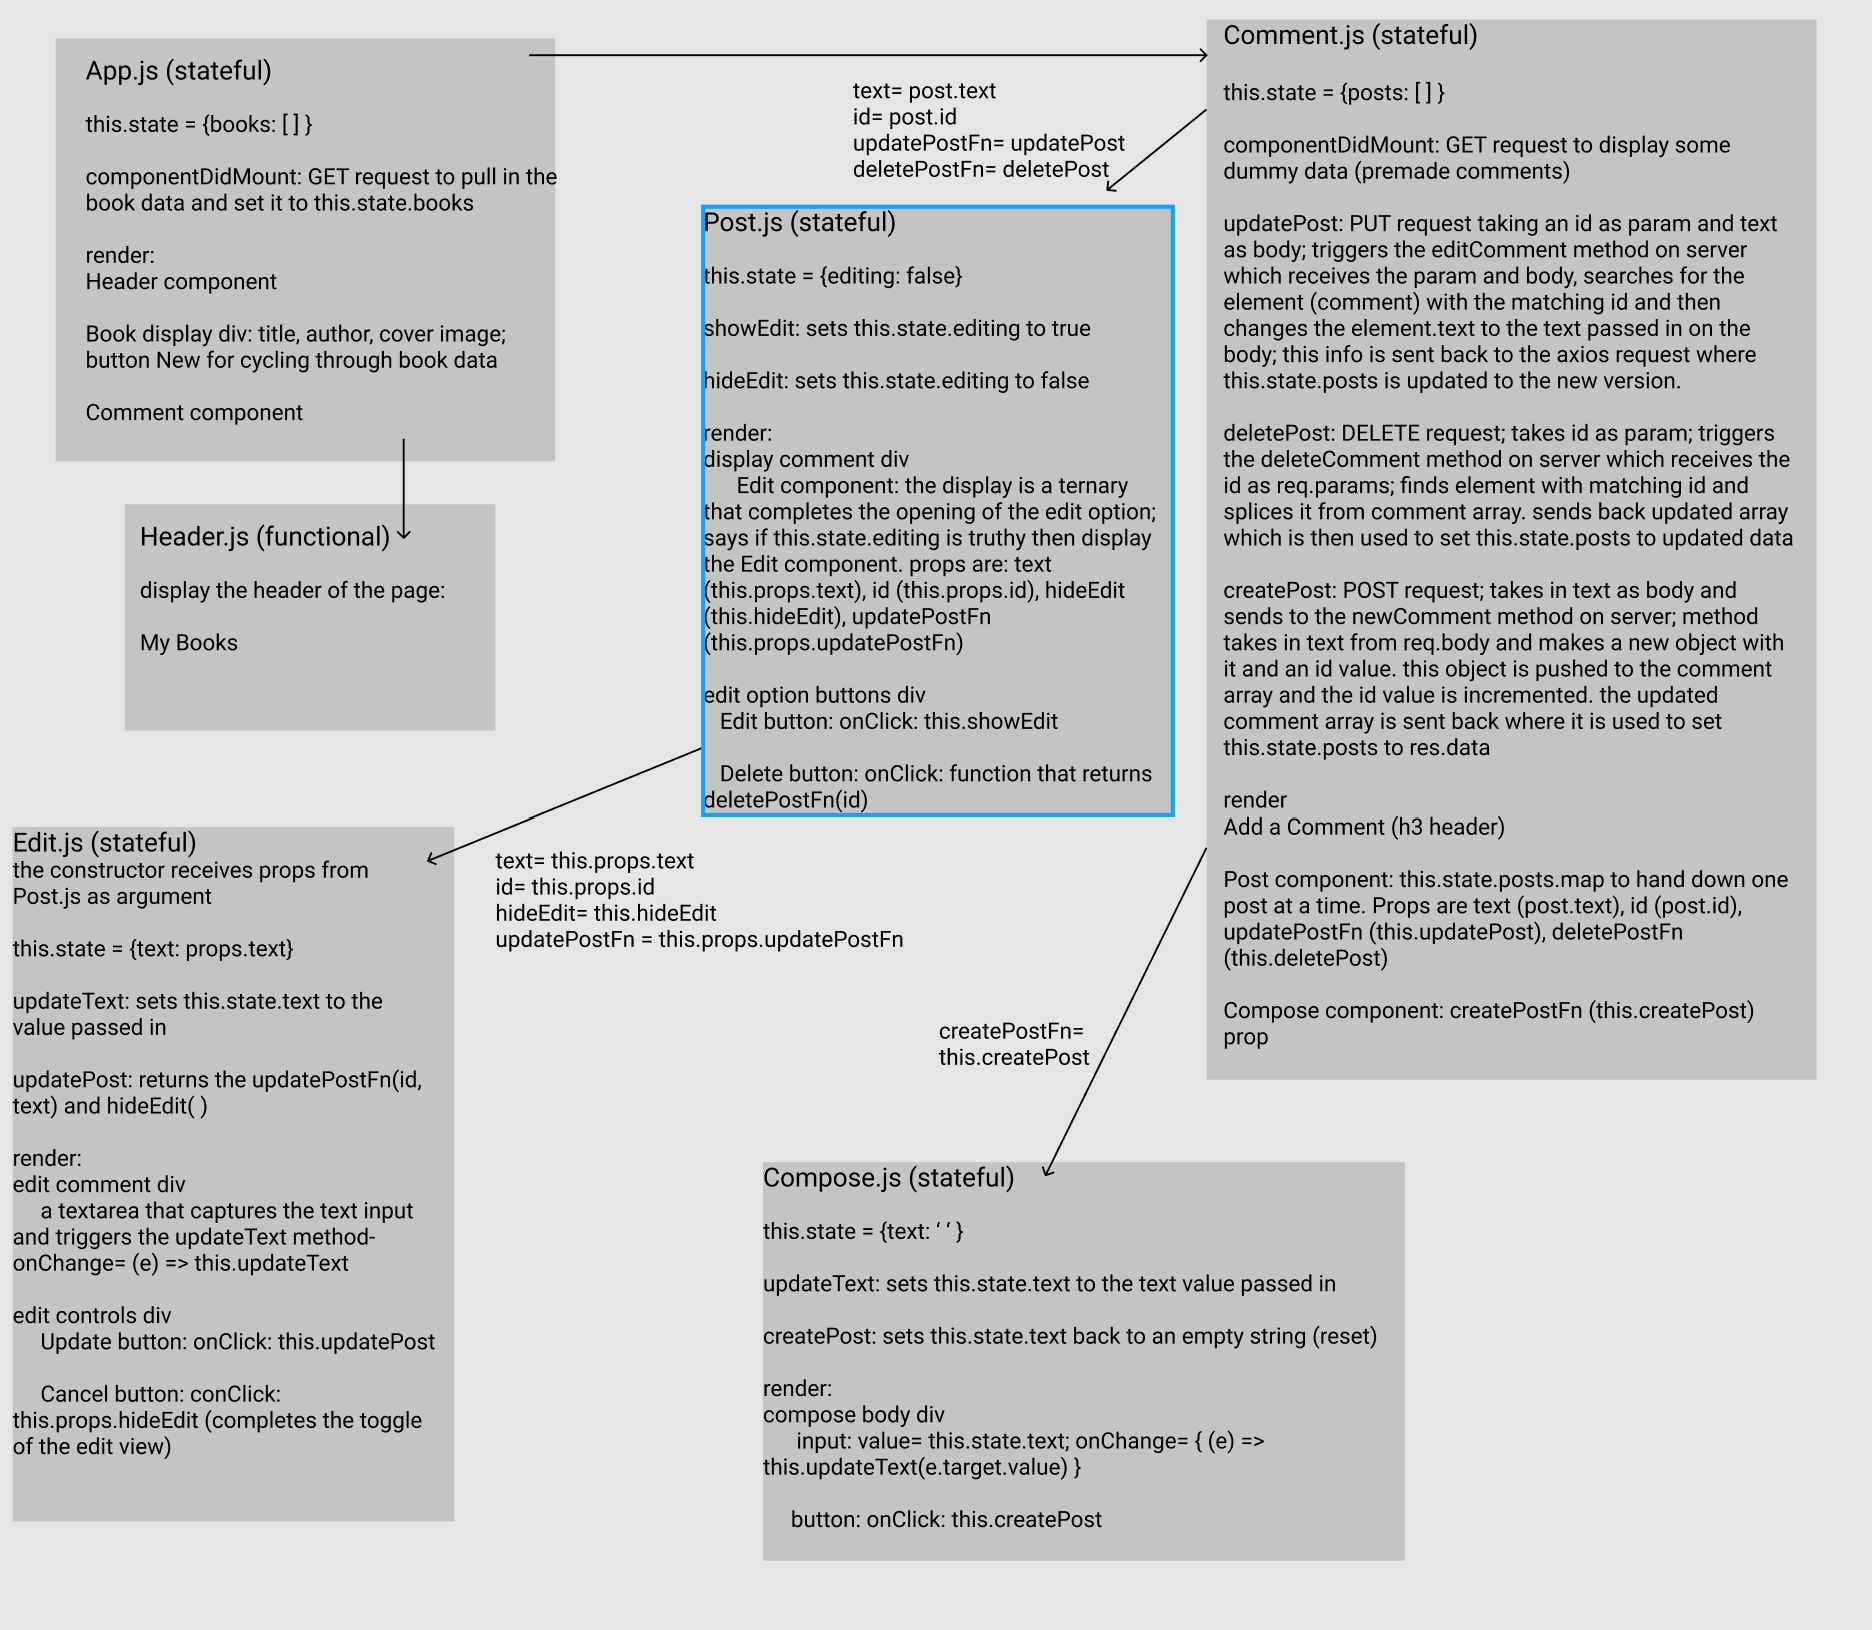 App.js (stateful)
this.state = {books: [ ] }
componentDidMount: GET request to pull in the
book data and set it to this.state.books
render:
Header component
Book display div: title, author, cover image;
button New for cycling through book data
Comment component
Header.js (functional)
display the header of the page:
My Books
text= post.text
id= post.id
updatePostFn= updatePost
deletePostFn= deletePost
Post.js (stateful)
this.state = {editing: false}
showEdit: sets this.state.editing to true
hideEdit: sets this.state.editing to false
render:
display comment div
Edit component: the display is a ternary
that completes the opening of the edit option;
says if this.state.editing is truthy then display
the Edit component. props are: text
(this.props.text), id (this.props.id), hideEdit
(this.hideEdit), updatePostFn
(this.props.updatePostFn)
edit option buttons div
Edit button: onClick: this.showEdit
Delete button: onClick: function that returns
deletePostFn(id)
Comment.js (stateful)
this.state = {posts: [ ] }
componentDidMount: GET request to display some
dummy data (premade comments)
updatePost: PUT request taking an id as param and text
as body; triggers the editComment method on server
which receives the param and body, searches for the
element (comment) with the matching id and then
changes the element.text to the text passed in on the
body; this info is sent back to the axios request where
this.state.posts is updated to the new version.
deletePost: DELETE request; takes id as param; triggers
the deleteComment method on server which receives the
id as req.params; finds element with matching id and
splices it from comment array. sends back updated array
which is then used to set this.state.posts to updated data
createPost: POST request; takes in text as body and
sends to the newComment method on server; method
takes in text from req.body and makes a new object with
it and an id value. this object is pushed to the comment
array and the id value is incremented. the updated
comment array is sent back where it is used to set
this.state.posts to res.data
render
Add a Comment (h3 header)
Post component: this.state.posts.map to hand down one
post at a time. Props are text (post.text), id (post.id),
updatePostFn (this.updatePost), deletePostFn
(this.deletePost)
Compose component: createPostFn (this.createPost)
prop
Edit.js (stateful)
the constructor receives props from
Post.js as argument
this.state = {text: props.text}
updateText: sets this.state.text to the
value passed in
updatePost: returns the updatePostFn(id,
text) and hideEdit( )
render:
edit comment div
a textarea that captures the text input
and triggers the updateText method-
onChange= (e) => this.updateText
edit controls div
Update button: onClick: this.updatePost
Cancel button: conClick:
this.props.hideEdit (completes the toggle
of the edit view)
text= this.props.text
id= this.props.id
hideEdit= this.hideEdit
updatePostFn = this.props.updatePostFn
createPostFn=
this.createPost
Compose.js (stateful)
this.state = {text: ‘ ‘ }
updateText: sets this.state.text to the text value passed in
createPost: sets this.state.text back to an empty string (reset)
render:
compose body div
input: value= this.state.text; onChange= { (e) =>
this.updateText(e.target.value) }
button: onClick: this.createPost